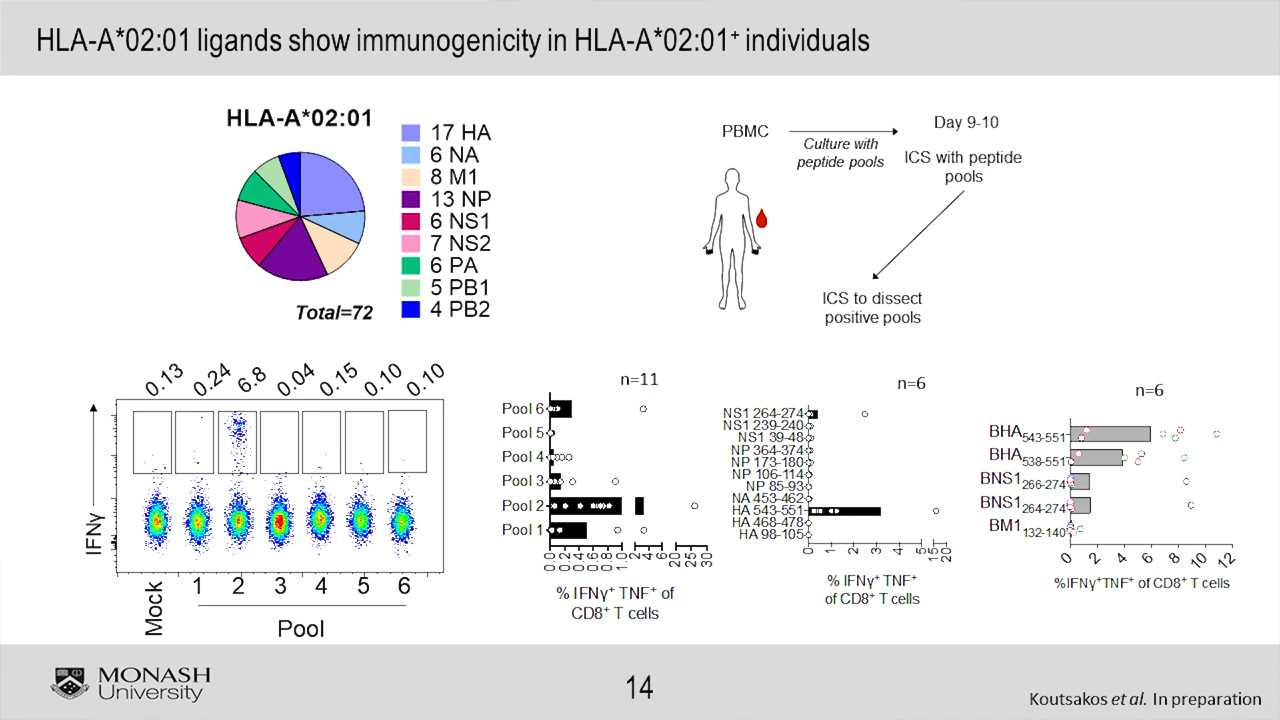 HLA-A*02:01 ligands show immunogenicity in HLA-A*02:01⁺ individuals
HLA-A*02:01
17 HA
6 NA
8 M1
13 NP
6 NS1
7 NS2
6 PA
5 PB1
4 PB2
Total=72
PBMC
Culture with
peptide pools
Day 9-10
ICS with peptide
pools
ICS to dissect
positive pools
0.13 0.24 6.8 0.04 0.15 0.10 0.10
IFNγ
Mock 1 2 3 4 5 6
Pool
n=11
Pool 6
Pool 5
Pool 4
Pool 3
Pool 2
Pool 1
0.0 0.2 0.4 0.6 0.8 1. 2 4 6 20 25 30
% IFNγ⁺ TNF⁺ of
CD8⁺ T cells
n=6
NS1 264-274
NS1 239-240
NS1 39-48
NP 364-374
NP 173-180
NP 106-114
NP 85-93
NA 453-462
HA 543-551
HA 468-478
HA 98-105
0 1 2 3 4 5 15 20
% IFNγ⁺ TNF⁺
of CD8⁺ T cells
n=6
BHA543-551
BHA538-551
BNS1266-274
BNS1264-274
BM1132-140
0 2 4 6 8 10 12
%IFNγ⁺TNF⁺ of CD8⁺ T cells
MONASH
University
14
Koutsakos et al. In preparation